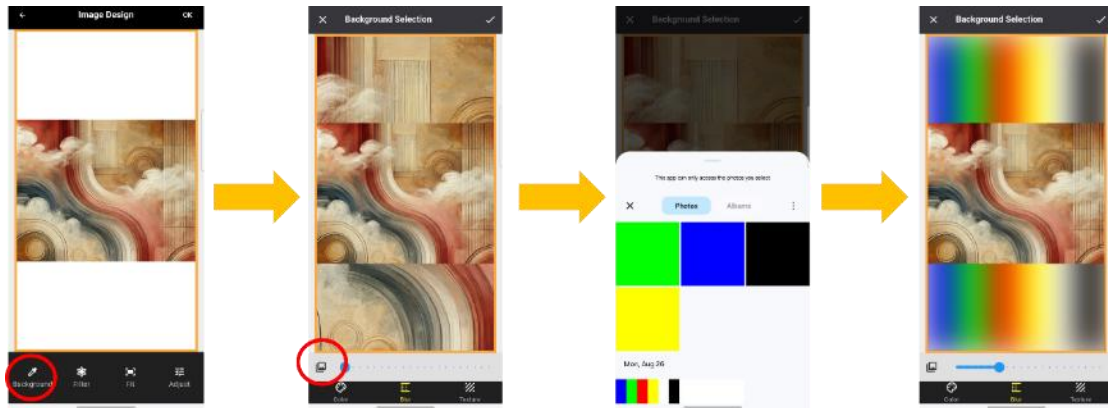 Image Design OK
Background Filter Fill Adjust
Background Selection
Color Blur Texture
Background Selection
This app can only access the photos you select
Photos Albums
Mon, Aug 26
Background Selection
Color Blur Texture